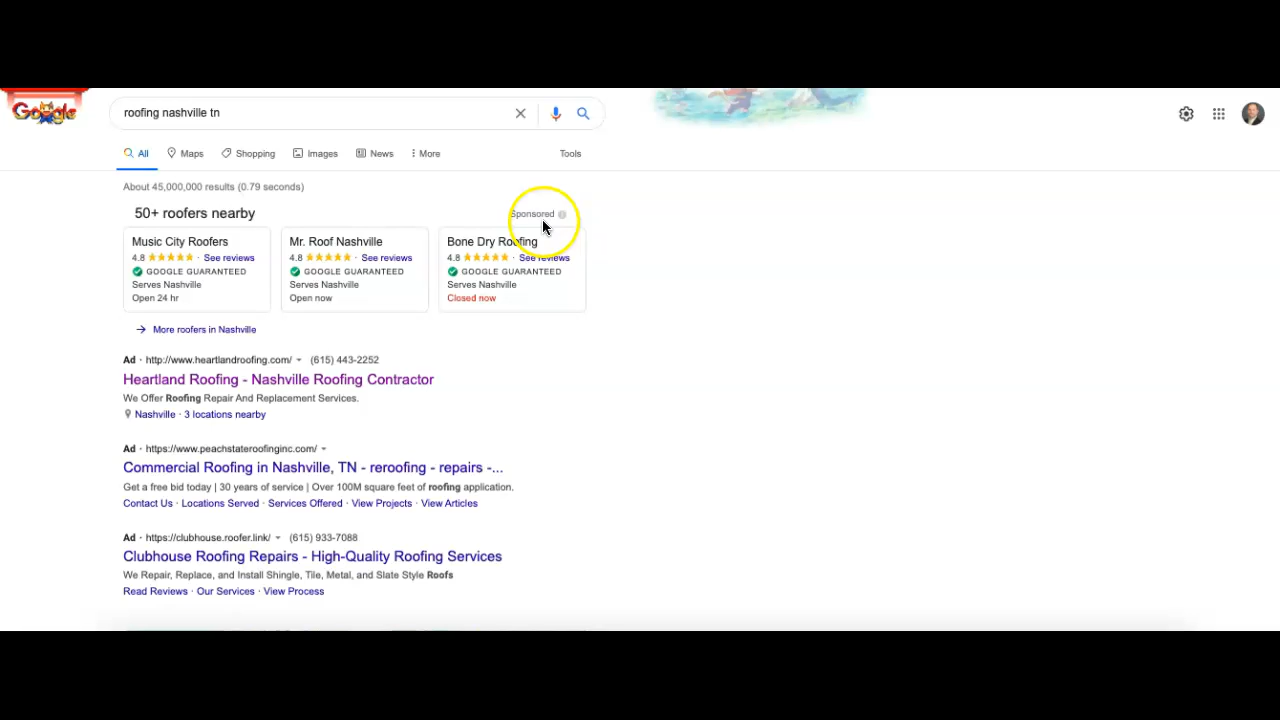 Google
roofing nashville tn
All Maps Shopping Images News More Tools
About 45,000,000 results (0.79 seconds)
50+ roofers nearby Sponsored
Music City Roofers
4.8 · See reviews
GOOGLE GUARANTEED
Serves Nashville
Open 24 hr
Mr. Roof Nashville
4.8 · See reviews
GOOGLE GUARANTEED
Serves Nashville
Open now
Bone Dry Roofing
4.8 · See reviews
GOOGLE GUARANTEED
Serves Nashville
Closed now
More roofers in Nashville
Ad · http://www.heartlandroofing.com/ (615) 443-2252
Heartland Roofing - Nashville Roofing Contractor
We Offer Roofing Repair And Replacement Services.
Nashville · 3 locations nearby
Ad · https://www.peachstateroofinginc.com/
Commercial Roofing in Nashville, TN - reroofing - repairs -...
Get a free bid today | 30 years of service | Over 100M square feet of roofing application.
Contact Us · Locations Served · Services Offered · View Projects · View Articles
Ad · https://clubhouse.roofer.link/ (615) 933-7088
Clubhouse Roofing Repairs - High-Quality Roofing Services
We Repair, Replace, and Install Shingle, Tile, Metal, and Slate Style Roofs
Read Reviews · Our Services · View Process